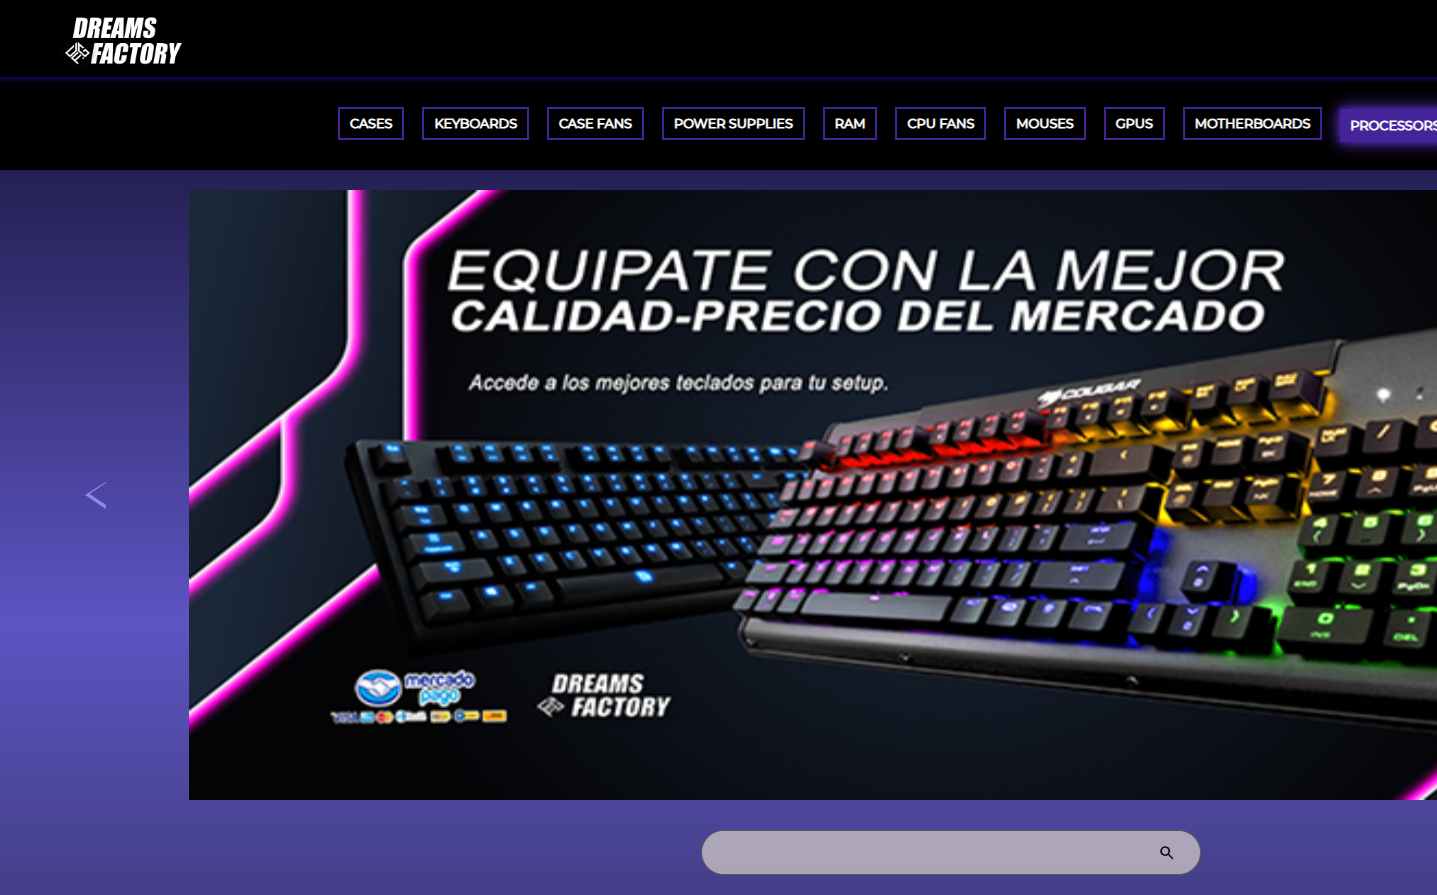 DREAMS
FACTORY
CASES
KEYBOARDS
CASE FANS
POWER SUPPLIES
RAM
CPU FANS
MOUSES
GPUS
MOTHERBOARDS
PROCESSORS
EQUIPATE CON LA MEJOR
CALIDAD-PRECIO DEL MERCADO
Accede a los mejores teclados para tu setup.
COUGAR
mercado
pago
VISA
DREAMS
FACTORY